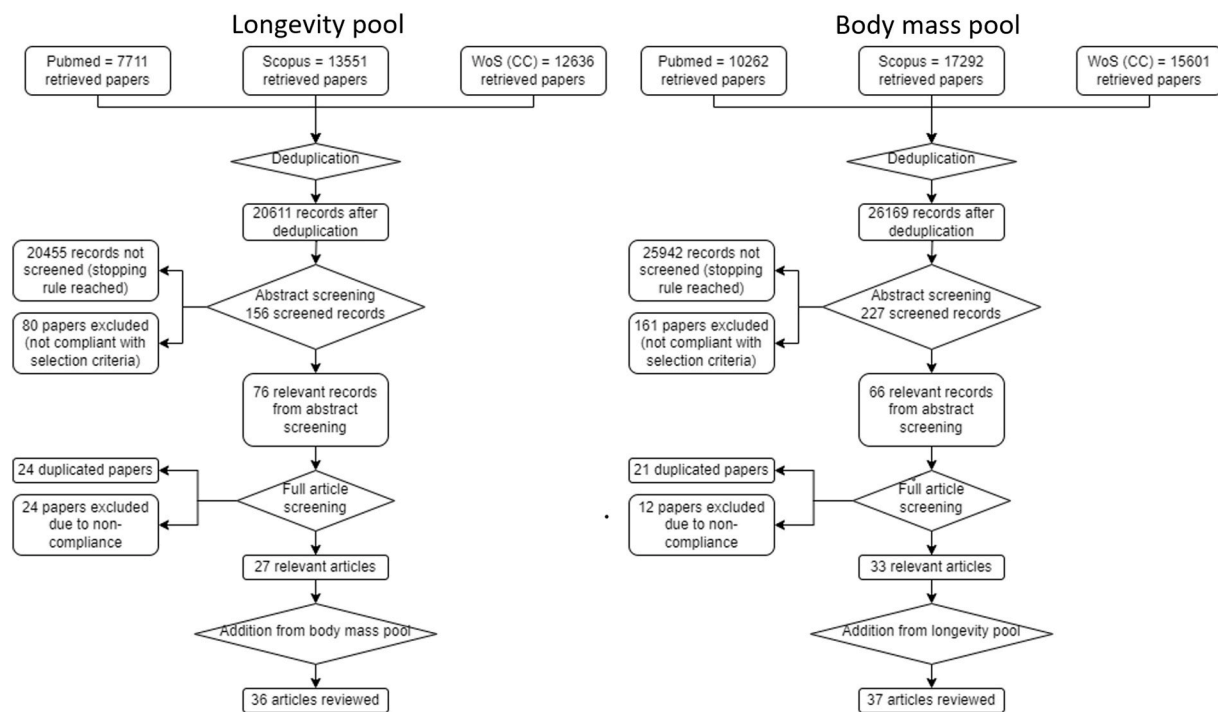 Longevity pool
Pubmed = 7711
retrieved papers
Scopus = 13551
retrieved papers
WoS (CC) = 12636
retrieved papers
Deduplication
20611 records after
deduplication
20455 records not
screened (stopping
rule reached)
Abstract screening
156 screened records
80 papers excluded
(not compliant with
selection criteria)
76 relevant records
from abstract
screening
24 duplicated papers
Full article
screening
24 papers excluded
due to non-
compliance
27 relevant articles
Addition from body mass pool
36 articles reviewed
Body mass pool
Pubmed = 10262
retrieved papers
Scopus = 17292
retrieved papers
WoS (CC) = 15601
retrieved papers
Deduplication
26169 records after
deduplication
25942 records not
screened (stopping
rule reached)
Abstract screening
227 screened records
161 papers excluded
(not compliant with
selection criteria)
66 relevant records
from abstract
screening
21 duplicated papers
Full article
screening
12 papers excluded
due to non-
compliance
33 relevant articles
Addition from longevity pool
37 articles reviewed